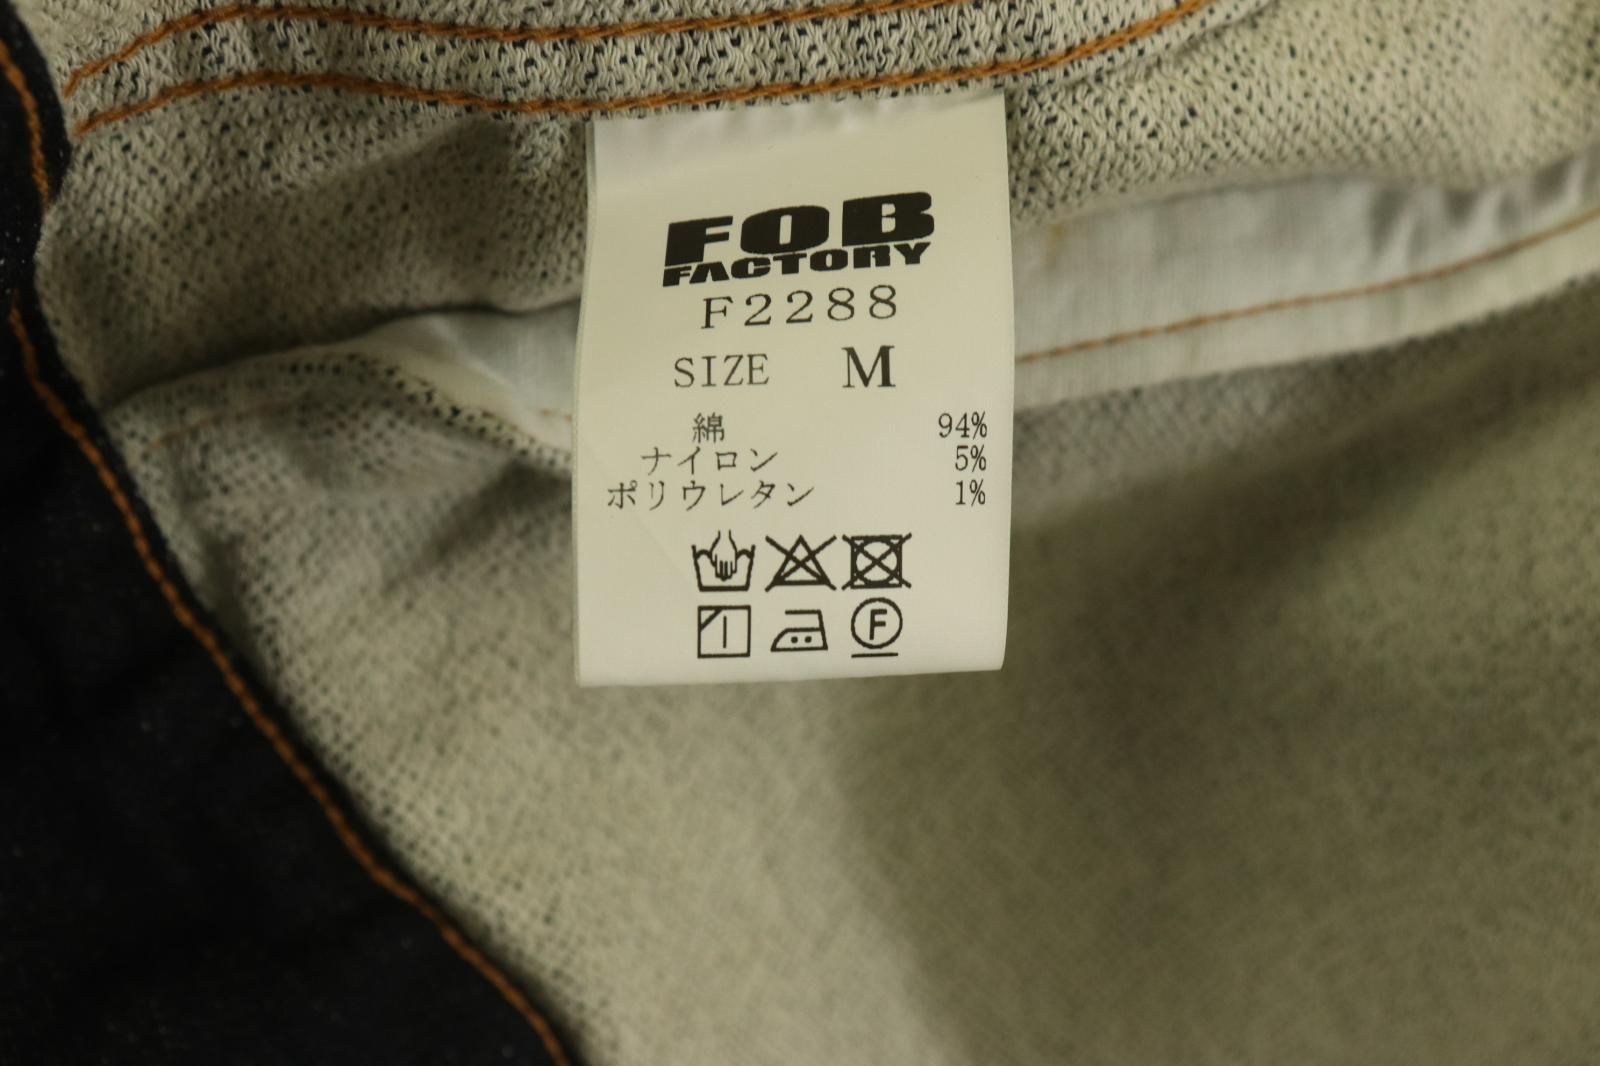 FOB
FACTORY
F2288
SIZE M
綿 94%
ナイロン 5%
ポリウレタン 1%
F